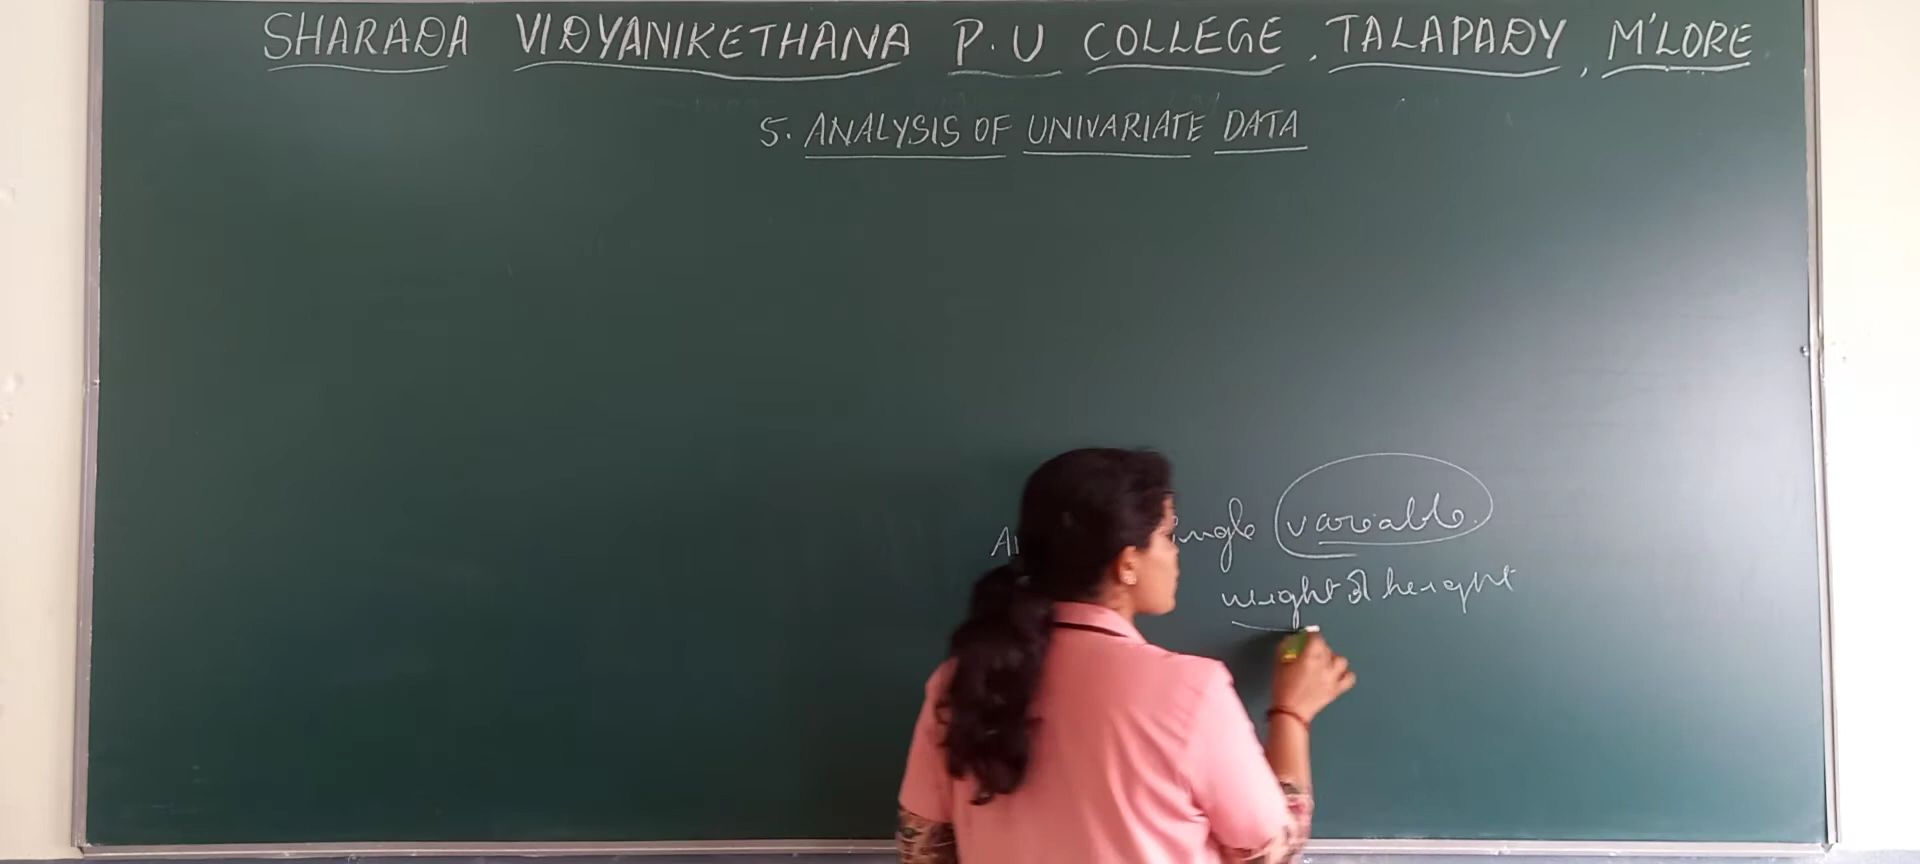 SHARADA VIDYANIKETHANA P.U COLLEGE, TALAPADY, M'LORE
5. ANALYSIS OF UNIVARIATE DATA
variable.
weight height